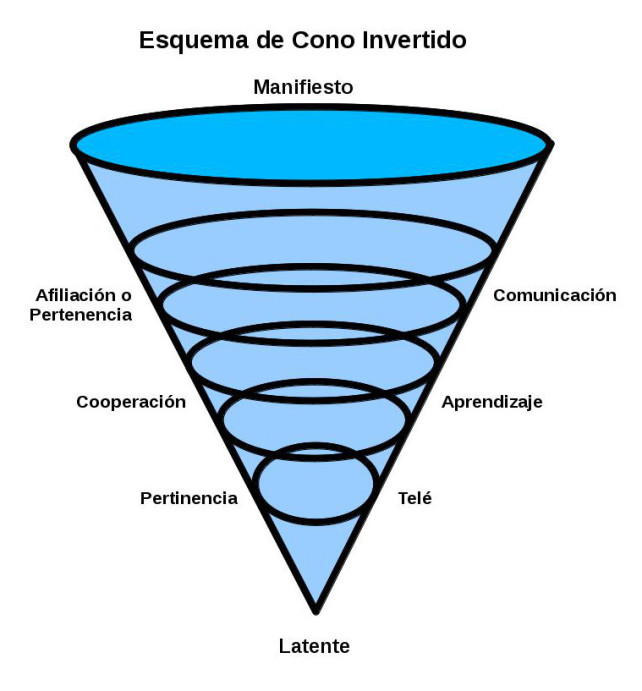 Esquema de Cono Invertido
Manifiesto
Afiliación o
Pertenencia
Comunicación
Cooperación
Aprendizaje
Pertinencia
Telé
Latente